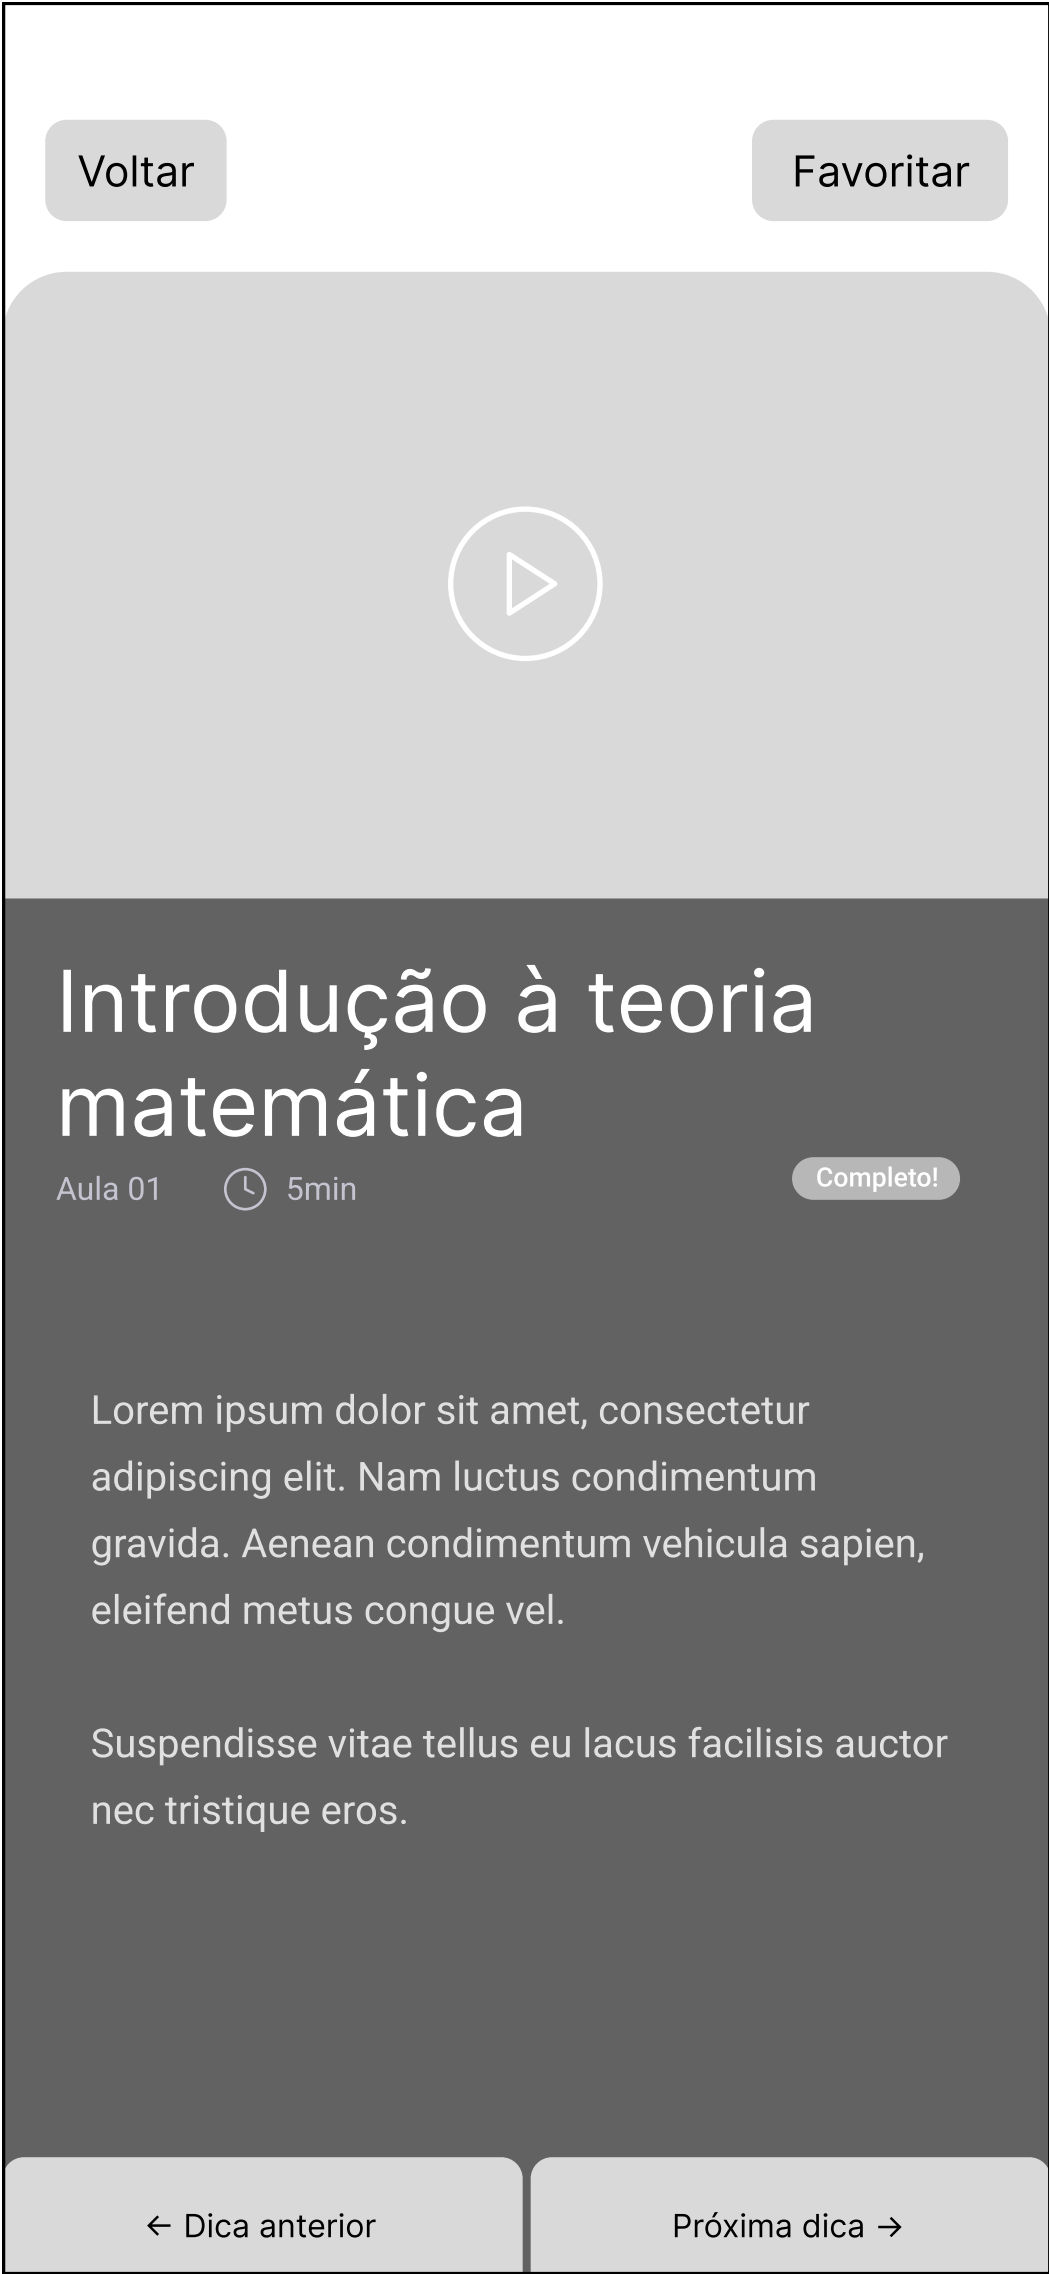 Voltar
Favoritar
Introdução à teoria
matemática
Aula 01
5min
Completo!
Lorem ipsum dolor sit amet, consectetur
adipiscing elit. Nam luctus condimentum
gravida. Aenean condimentum vehicula sapien,
eleifend metus congue vel.
Suspendisse vitae tellus eu lacus facilisis auctor
nec tristique eros.
← Dica anterior
Próxima dica →